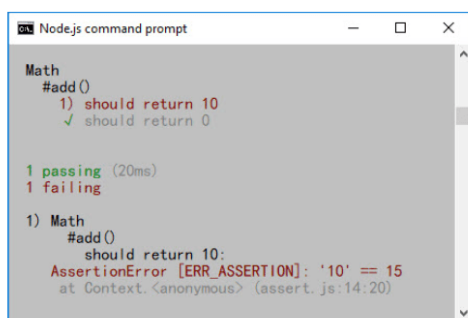 Node.js command prompt
Math
#add()
1) should return 10
√ should return 0
1 passing (20ms)
1 failing
1) Math
#add()
should return 10:
AssertionError [ERR_ASSERTION]: '10' == 15
at Context.<anonymous> (assert.js:14:20)